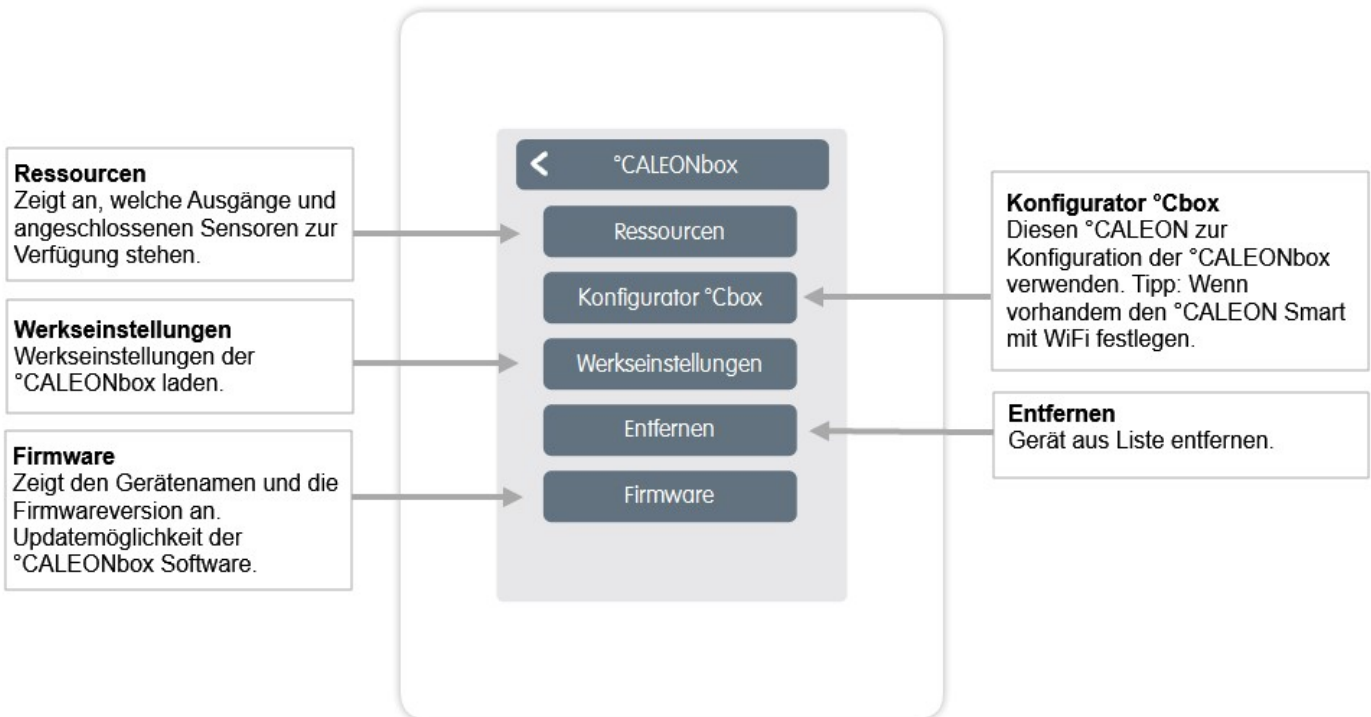 Ressourcen
Zeigt an, welche Ausgänge und
angeschlossenen Sensoren zur
Verfügung stehen.
Werkseinstellungen
Werkseinstellungen der
°CALEONbox laden.
Firmware
Zeigt den Gerätenamen und die
Firmwareversion an.
Updatemöglichkeit der
°CALEONbox Software.
< °CALEONbox
Ressourcen
Konfigurator °Cbox
Werkseinstellungen
Entfernen
Firmware
Konfigurator °Cbox
Diesen °CALEON zur
Konfiguration der °CALEONbox
verwenden. Tipp: Wenn
vorhandem den °CALEON Smart
mit WiFi festlegen.
Entfernen
Gerät aus Liste entfernen.